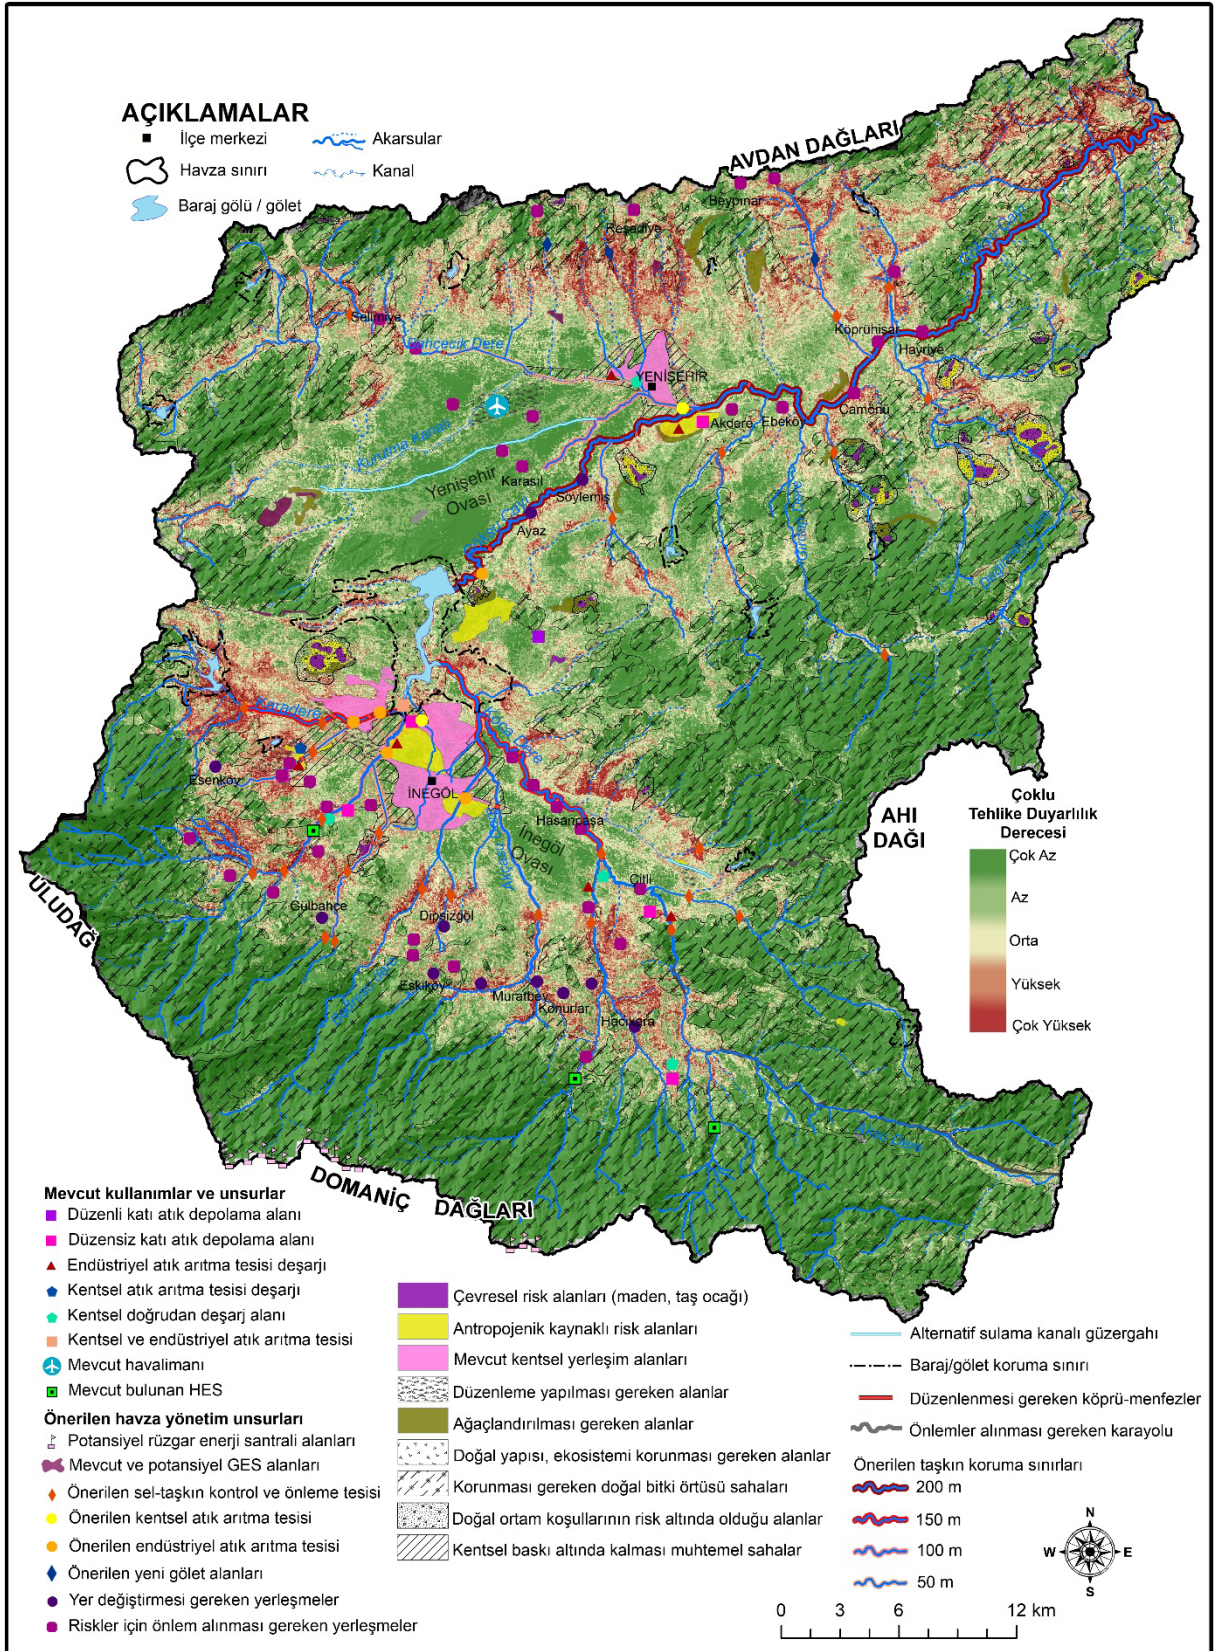 AÇIKLAMALAR
İlçe merkezi
Akarsular
Havza sınırı
Kanal
Baraj gölü / gölet
AVDAN DAĞLARI
Beypınar
Reşadiye
Selimiye
Bahçecik Dere
Köprühisar
Hayriye
YENİŞEHİR
Çamönü
Akdere
Ebeköy
Kurutma Kanalı
Yenişehir
Ovası
Karasıl
Söylemiş
Ayaz
Göksu Çayı
Karadere
Esenköy
İNEGÖL
Hasanpaşa
İnegöl
Ovası
Çitli
AHI
DAĞI
Çoklu
Tehlike Duyarlılık
Derecesi
Çok Az
Az
Orta
Yüksek
Çok Yüksek
ULUDAĞ
Gülbahçe
Dipsizgöl
Eskiköy
Muratbey
Konurlar
Hacıkara
DOMANİÇ DAĞLARI
Mevcut kullanımlar ve unsurlar
Düzenli katı atık depolama alanı
Düzensiz katı atık depolama alanı
Endüstriyel atık arıtma tesisi deşarjı
Kentsel atık arıtma tesisi deşarjı
Kentsel doğrudan deşarj alanı
Kentsel ve endüstriyel atık arıtma tesisi
Mevcut havalimanı
Mevcut bulunan HES
Önerilen havza yönetim unsurları
Potansiyel rüzgar enerji santrali alanları
Mevcut ve potansiyel GES alanları
Önerilen sel-taşkın kontrol ve önleme tesisi
Önerilen kentsel atık arıtma tesisi
Önerilen endüstriyel atık arıtma tesisi
Önerilen yeni gölet alanları
Yer değiştirmesi gereken yerleşmeler
Riskler için önlem alınması gereken yerleşmeler
Çevresel risk alanları (maden, taş ocağı)
Antropojenik kaynaklı risk alanları
Mevcut kentsel yerleşim alanları
Düzenleme yapılması gereken alanlar
Ağaçlandırılması gereken alanlar
Doğal yapısı, ekosistemi korunması gereken alanlar
Korunması gereken doğal bitki örtüsü sahaları
Doğal ortam koşullarının risk altında olduğu alanlar
Kentsel baskı altında kalması muhtemel sahalar
Alternatif sulama kanalı güzergahı
Baraj/gölet koruma sınırı
Düzenlenmesi gereken köprü-menfezler
Önlemler alınması gereken karayolu
Önerilen taşkın koruma sınırları
200 m
150 m
100 m
50 m
N
W E
S
0 3 6 12 km